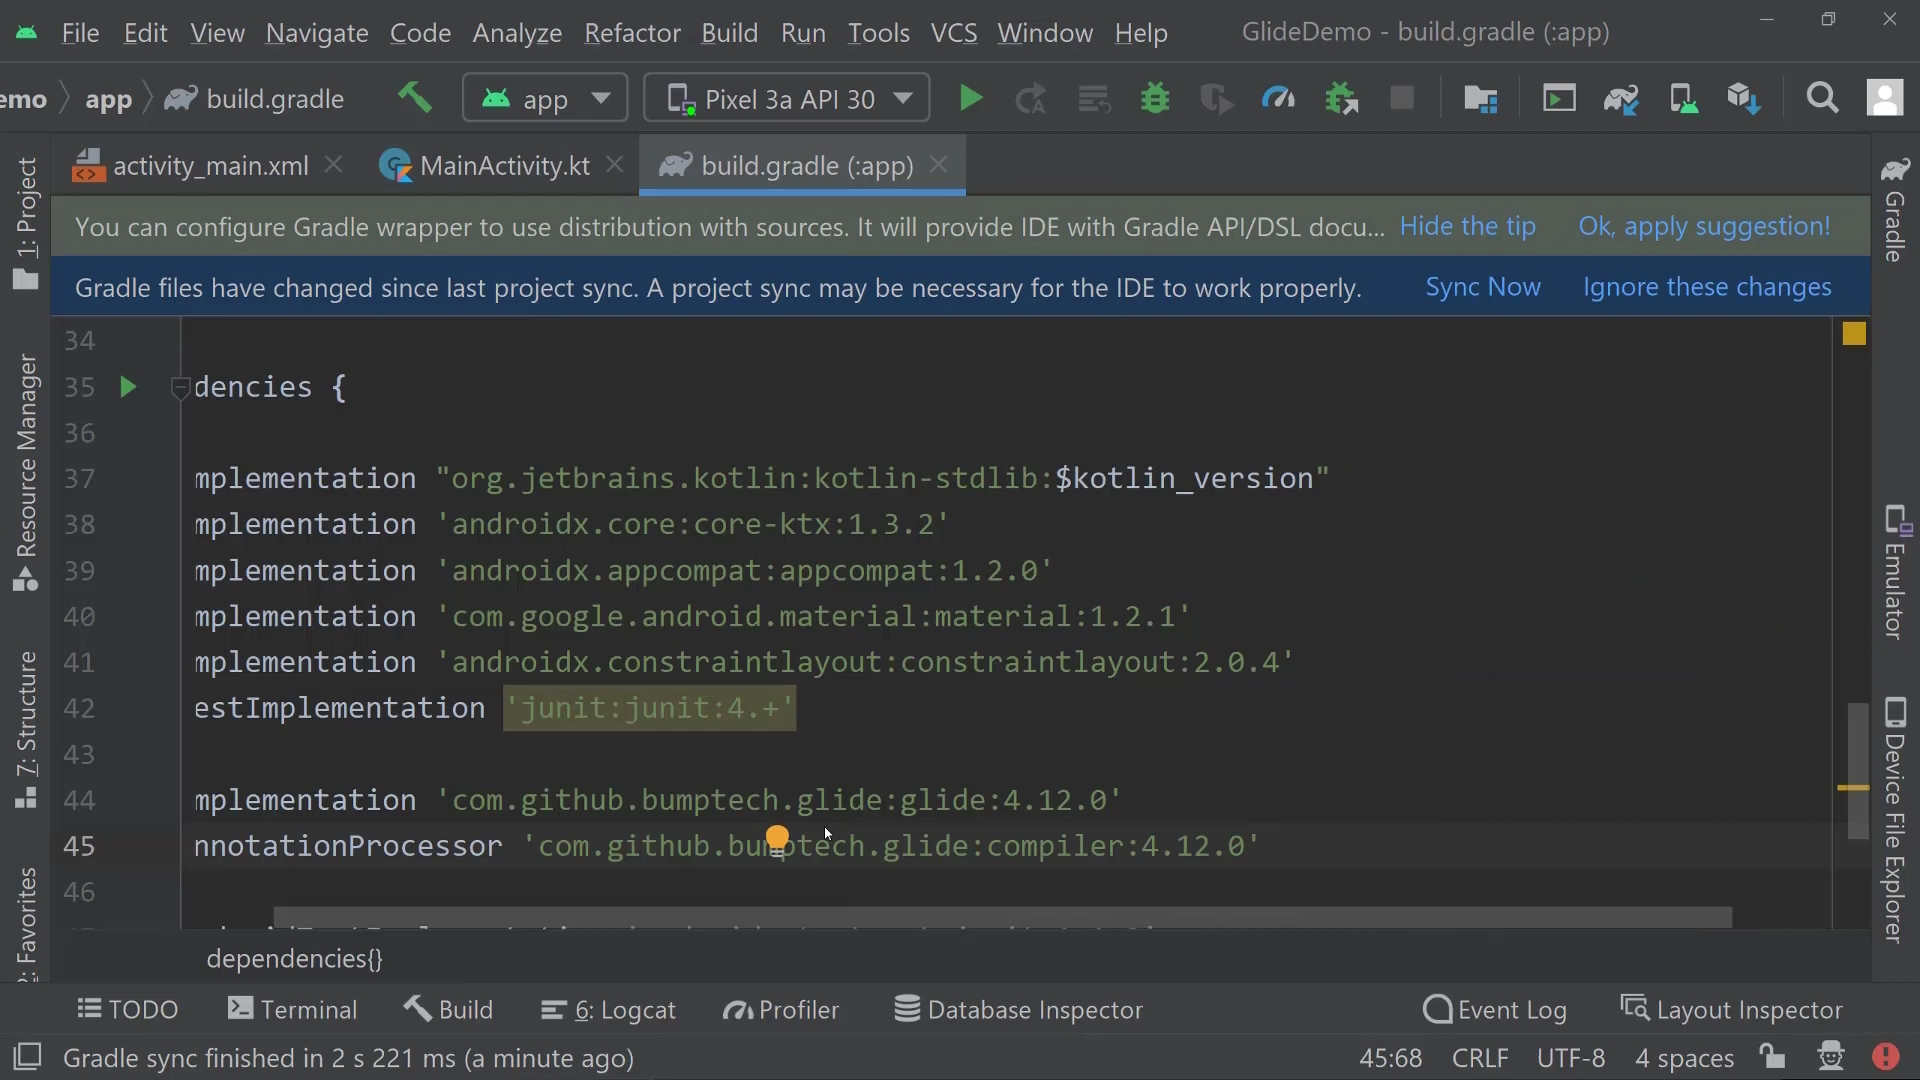 File Edit View Navigate Code Analyze Refactor Build Run Tools VCS Window Help GlideDemo - build.gradle (:app)
emo app build.gradle app Pixel 3a API 30
activity_main.xml MainActivity.kt build.gradle (:app)
You can configure Gradle wrapper to use distribution with sources. It will provide IDE with Gradle API/DSL docu... Hide the tip Ok, apply suggestion!
Gradle files have changed since last project sync. A project sync may be necessary for the IDE to work properly. Sync Now Ignore these changes
1: Project
Resource Manager
7: Structure
2: Favorites
34
35 dencies {
36
37 mplementation "org.jetbrains.kotlin:kotlin-stdlib:$kotlin_version"
38 mplementation 'androidx.core:core-ktx:1.3.2'
39 mplementation 'androidx.appcompat:appcompat:1.2.0'
40 mplementation 'com.google.android.material:material:1.2.1'
41 mplementation 'androidx.constraintlayout:constraintlayout:2.0.4'
42 estImplementation 'junit:junit:4.+'
43
44 mplementation 'com.github.bumptech.glide:glide:4.12.0'
45 nnotationProcessor 'com.github.bumptech.glide:compiler:4.12.0'
46
Gradle
Emulator
Device File Explorer
dependencies{}
TODO Terminal Build 6: Logcat Profiler Database Inspector Event Log Layout Inspector
Gradle sync finished in 2 s 221 ms (a minute ago) 45:68 CRLF UTF-8 4 spaces